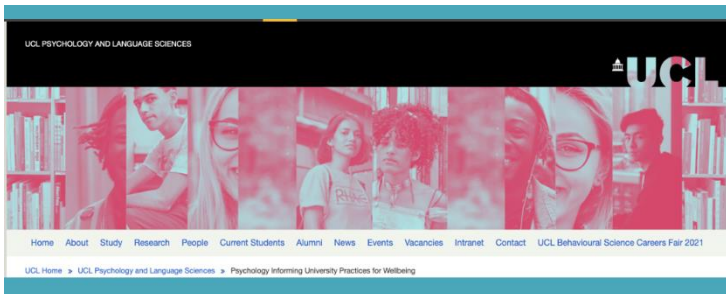 UCL PSYCHOLOGY AND LANGUAGE SCIENCES
UCL
Home About Study Research People Current Students Alumni News Events Vacancies Intranet Contact UCL Behavioural Science Careers Fair 2021
UCL Home » UCL Psychology and Language Sciences » Psychology Informing University Practices for Wellbeing